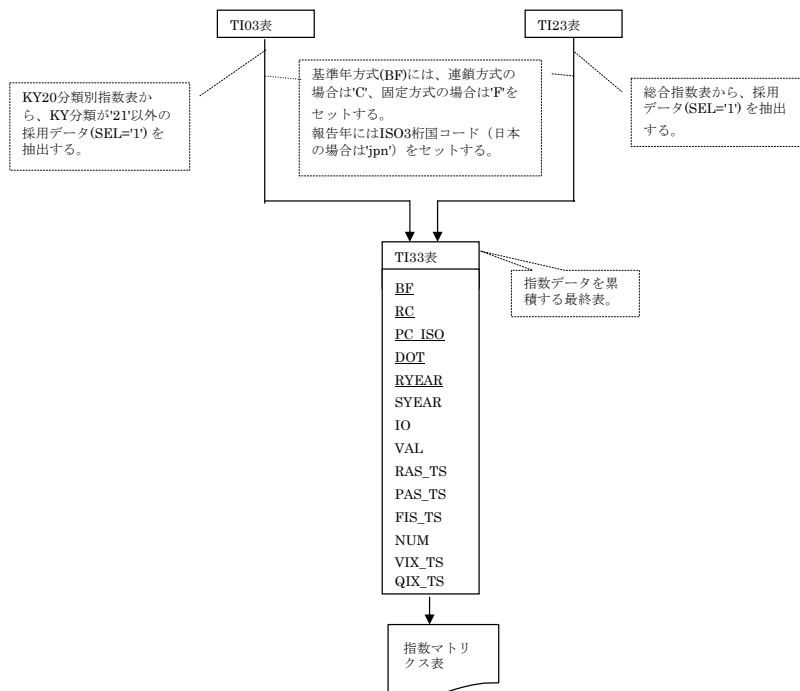 TI03表
TI23表
KY20分類別指数表か
ら、KY分類が'21'以外の
採用データ(SEL='1') を
抽出する。
基準年方式(BF)には、連鎖方式の
場合は'C'、固定方式の場合は'F'を
セットする。
報告年にはISO3桁国コード（日本
の場合は'jpn'）をセットする。
総合指数表から、採用
データ(SEL='1') を抽出
する。
TI33表
BF
RC
PC_ISO
DOT
RYEAR
SYEAR
IO
VAL
RAS_TS
PAS_TS
FIS_TS
NUM
VIX_TS
QIX_TS
指数データを累
積する最終表。
指数マトリ
クス表